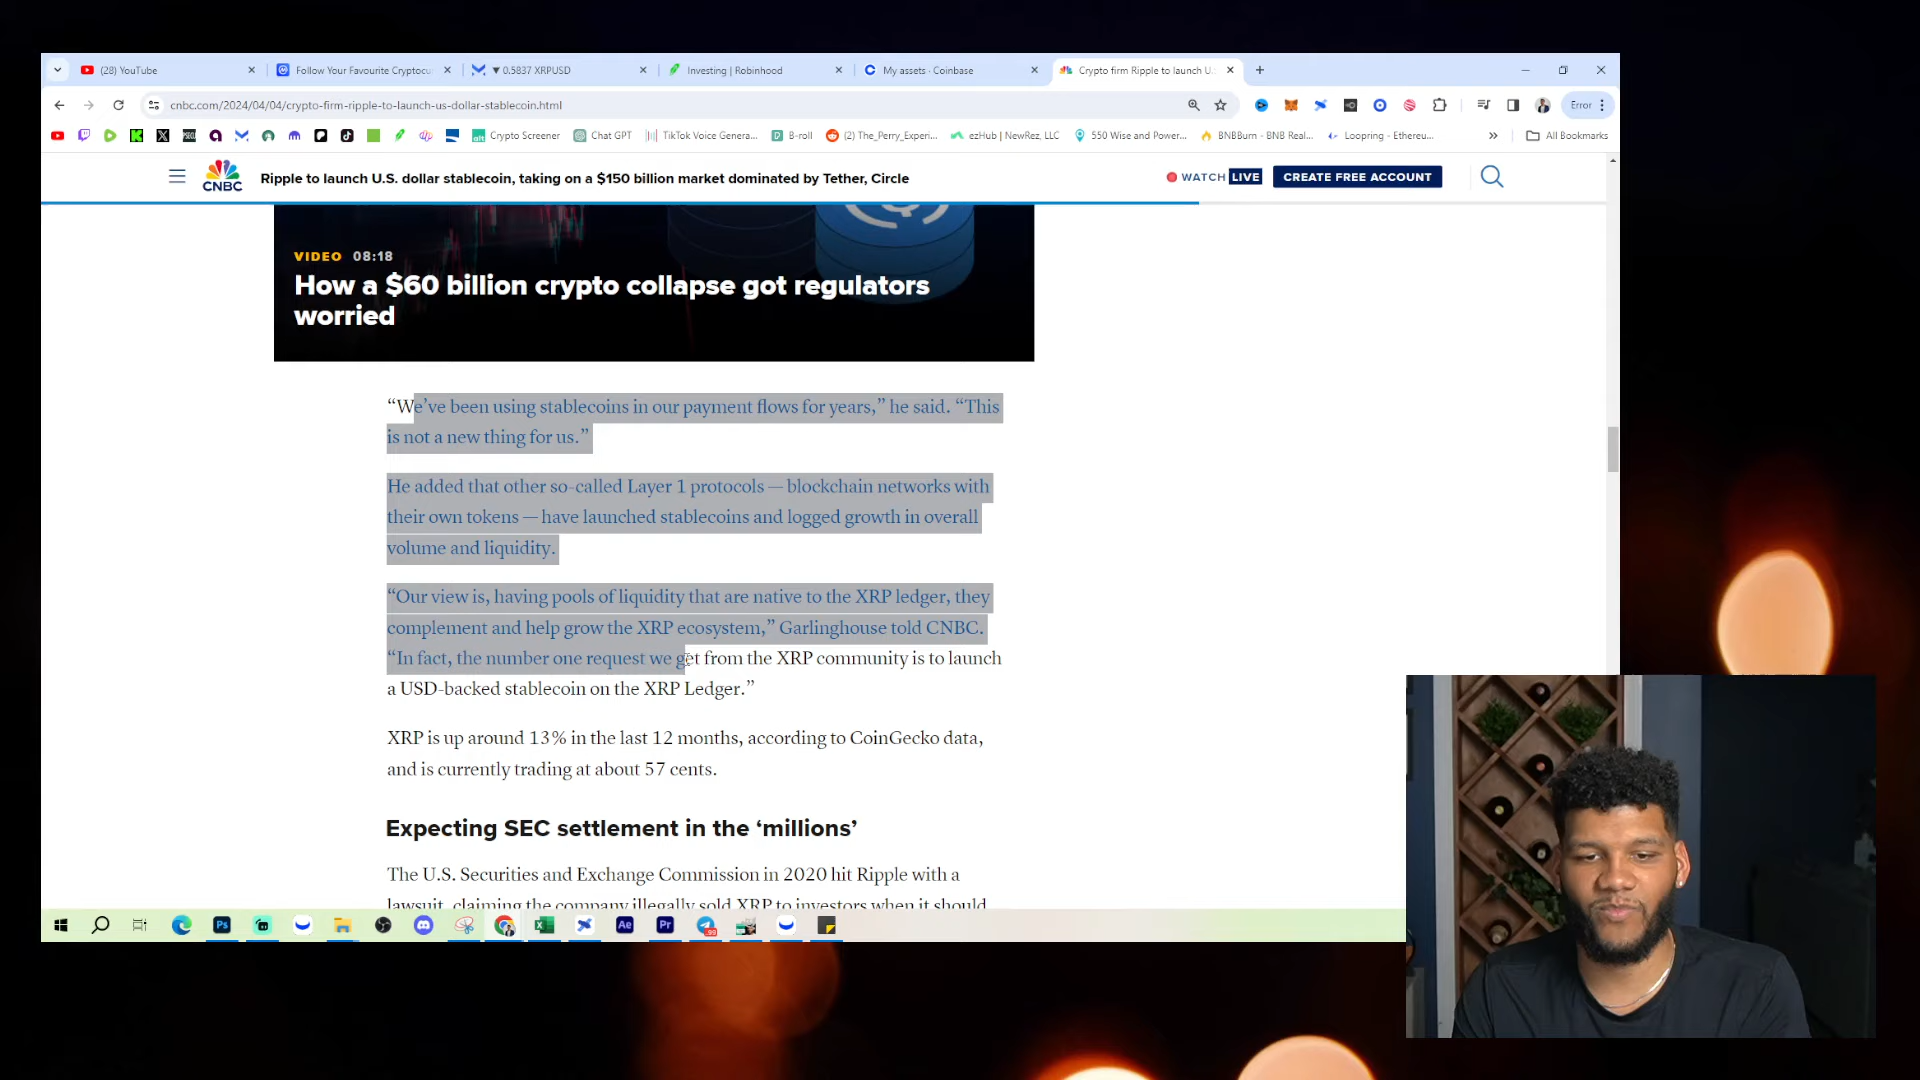 (28) YouTube
Follow Your Favourite Cryptocu
▼ 0.5837 XRPUSD
Investing | Robinhood
My assets - Coinbase
Crypto firm Ripple to launch U.
cnbc.com/2024/04/04/crypto-firm-ripple-to-launch-us-dollar-stablecoin.html
Error
Crypto Screener
Chat GPT
TikTok Voice Genera...
B-roll
(2) The_Perry_Experi...
ezHub | NewRez, LLC
550 Wise and Power...
BNBBurn - BNB Real...
Loopring - Ethereu...
All Bookmarks
CNBC
Ripple to launch U.S. dollar stablecoin, taking on a $150 billion market dominated by Tether, Circle
WATCH LIVE
CREATE FREE ACCOUNT
VIDEO 08:18
How a $60 billion crypto collapse got regulators
worried
“We’ve been using stablecoins in our payment flows for years,” he said. “This
is not a new thing for us.”
He added that other so-called Layer 1 protocols — blockchain networks with
their own tokens — have launched stablecoins and logged growth in overall
volume and liquidity.
“Our view is, having pools of liquidity that are native to the XRP ledger, they
complement and help grow the XRP ecosystem,” Garlinghouse told CNBC.
“In fact, the number one request we get from the XRP community is to launch
a USD-backed stablecoin on the XRP Ledger.”
XRP is up around 13% in the last 12 months, according to CoinGecko data,
and is currently trading at about 57 cents.
Expecting SEC settlement in the ‘millions’
The U.S. Securities and Exchange Commission in 2020 hit Ripple with a
lawsuit, claiming the company illegally sold XRP to investors when it should
Ps
Ae
Pr